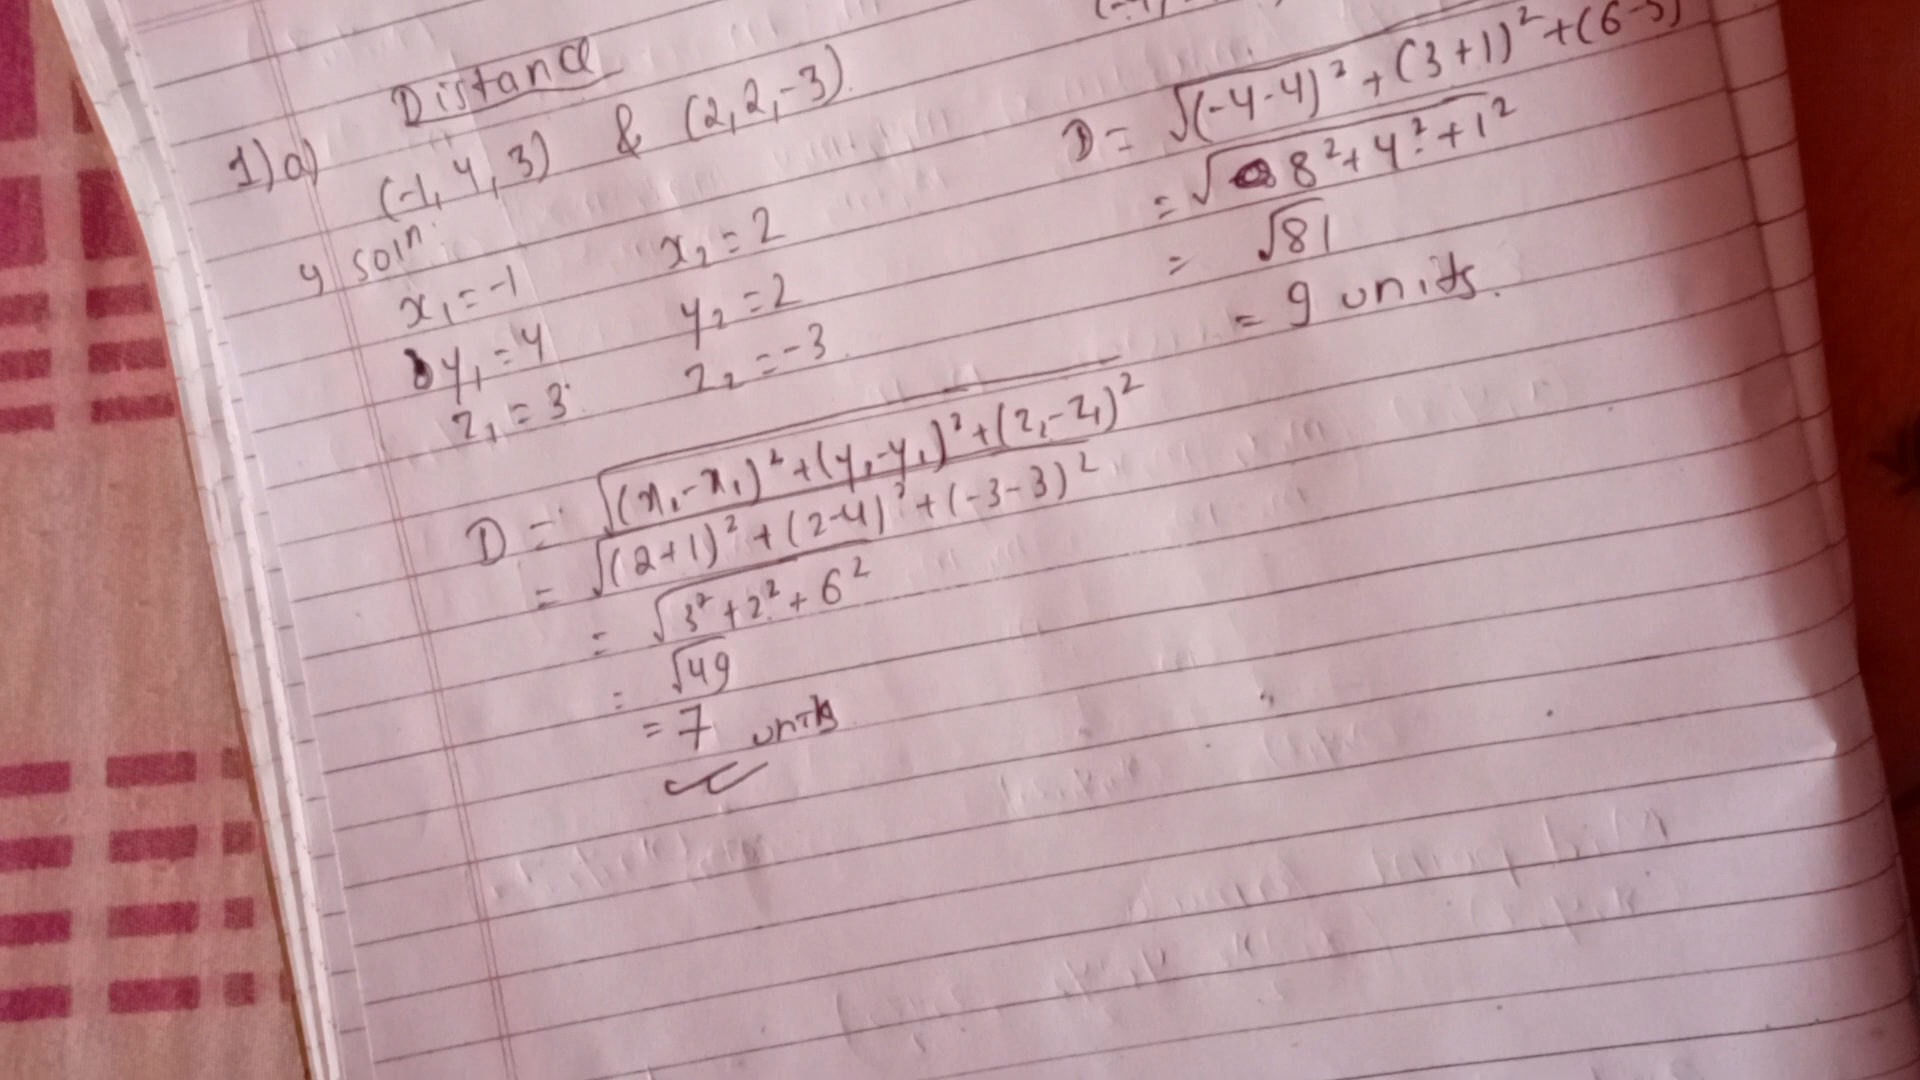 Distance
1) a) (-1, 4, 3) & (2, 2, -3).
soln:
x₁ = -1 x₂ = 2
y₁ = 4 y₂ = 2
z₁ = 3 z₂ = -3
D = √(x₂-x₁)² + (y₂-y₁)² + (z₂-z₁)²
= √(2+1)² + (2-4)² + (-3-3)²
= √3² + 2² + 6²
= √49
= 7 units
D = √(-4-4)² + (3+1)² + (6-5)
= √8² + 4² + 1²
= √81
= 9 units.